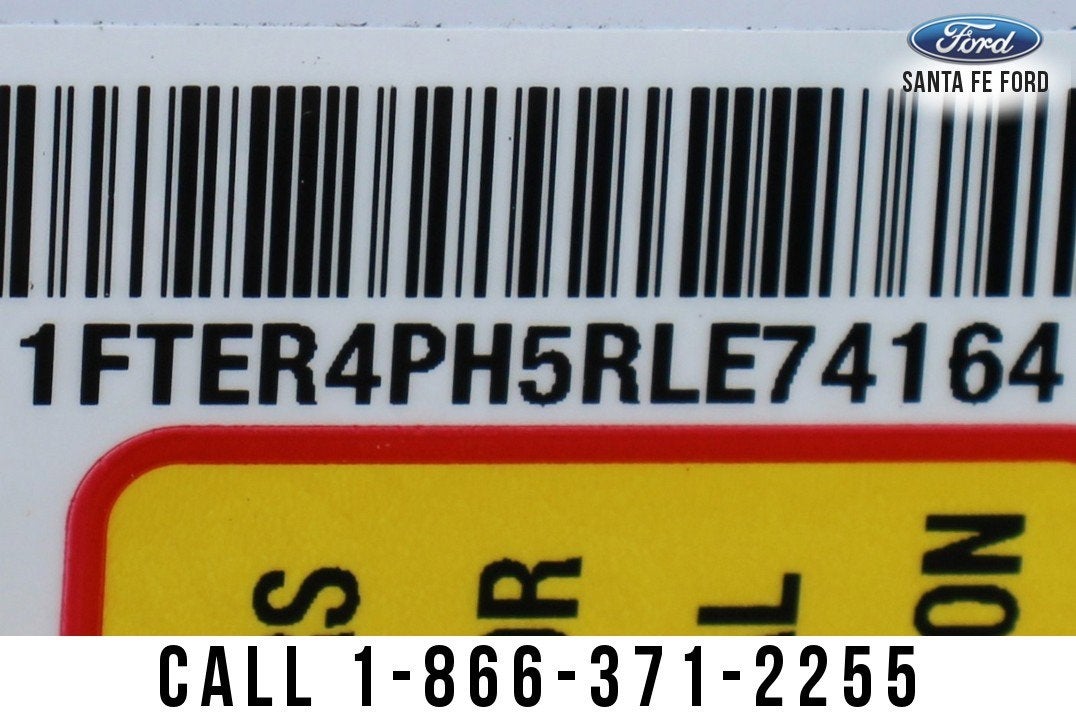 Ford
SANTA FE FORD
1FTER4PH5RLE74164
CALL 1-866-371-2255